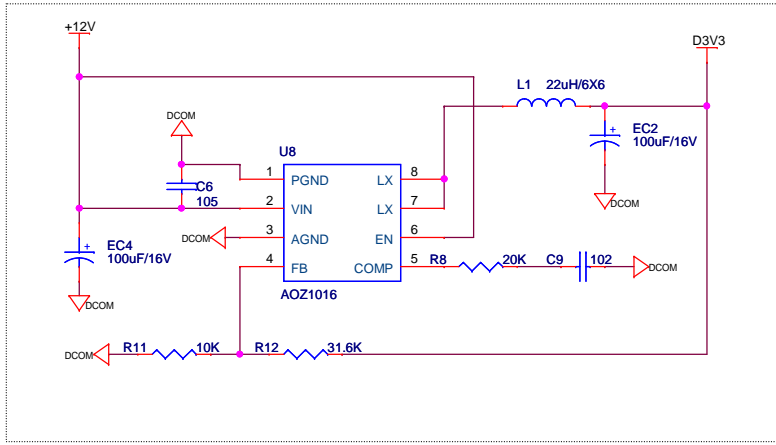 +12V
D3V3
L1 22uH/6X6
DCOM
EC2
100uF/16V
U8
1 PGND LX 8
C6
105
2 VIN LX 7
DCOM
DCOM 3 AGND EN 6
EC4
100uF/16V
4 FB COMP 5 R8 20K C9 102 DCOM
AOZ1016
DCOM
DCOM R11 10K R12 31.6K